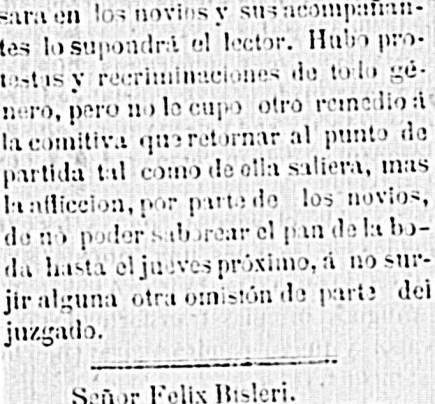 sara en los novios y sus acompañan-
tes lo supondrá el lector. Hubo pro-
testas y recriminaciones de todo gé-
nero, pero no le cupo otro remedio á
la comitiva que retornar al punto de
partida tal como de ella saliera, mas
la afliccion, por parte de los novios,
de no poder saborear el pan de la bo-
da hasta el jueves próximo, á no sur-
jir alguna otra omisión de parte del
juzgado.
Señor Felix Bisleri.